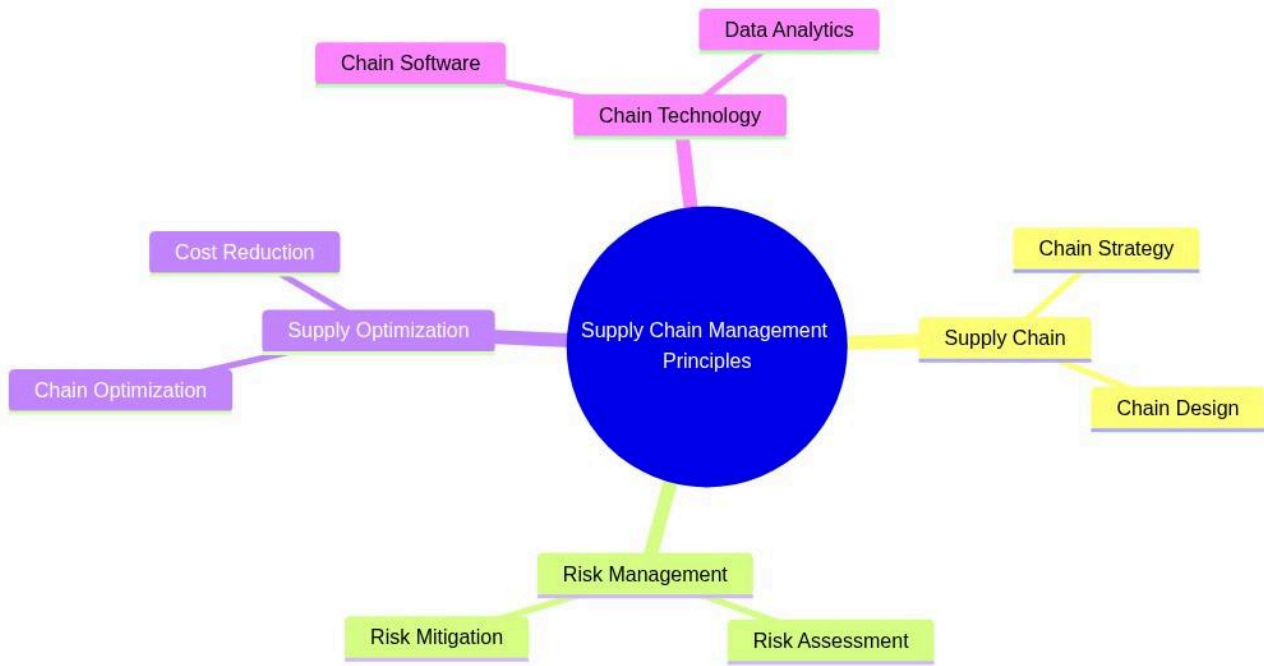 Data Analytics
Chain Software
Chain Technology
Cost Reduction
Chain Strategy
Supply Optimization
Supply Chain Management
Principles
Supply Chain
Chain Optimization
Chain Design
Risk Management
Risk Mitigation
Risk Assessment